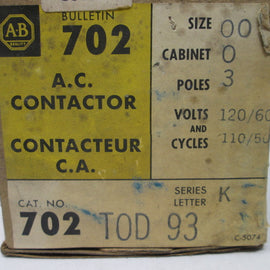 BULLETIN
A-B
QUALITY
702
A.C.
CONTACTOR
CONTACTEUR
C.A.
SIZE 00
CABINET 0
POLES 3
VOLTS 120/60
AND
CYCLES 110/50
CAT. NO.
702 TOD 93
SERIES
LETTER K
C-5074